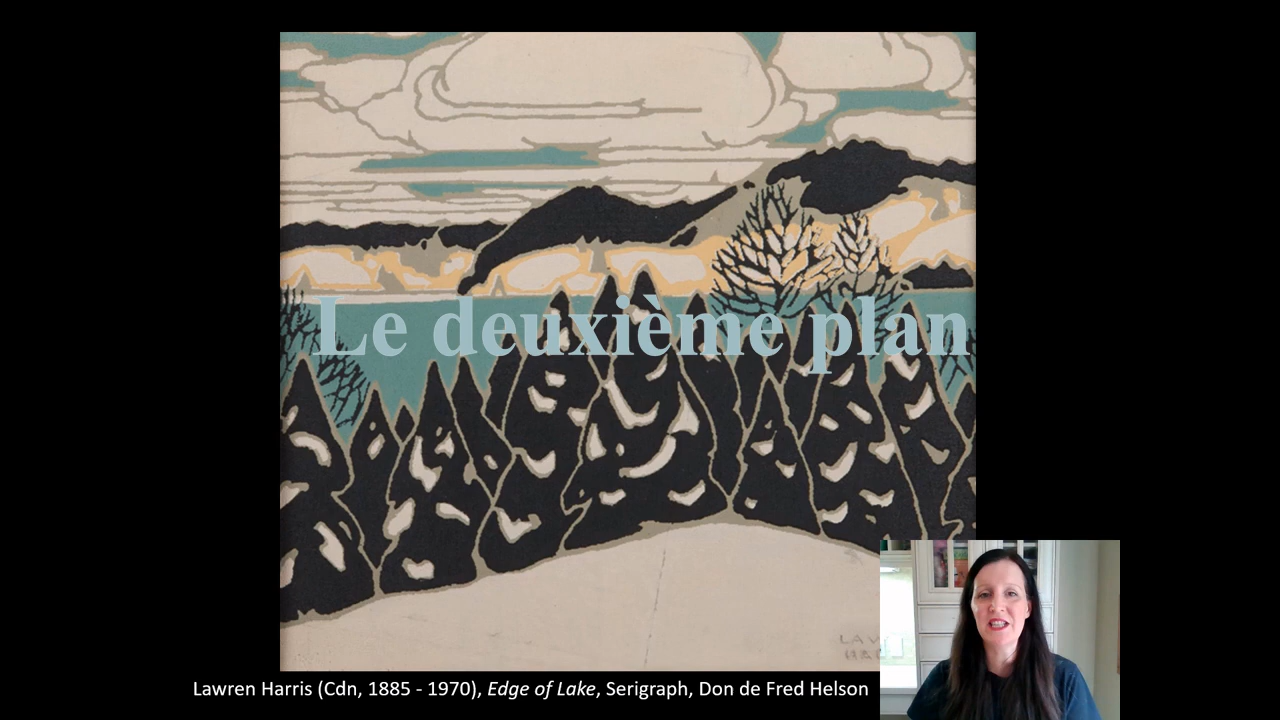 Le deuxième plan
Lawren Harris (Cdn, 1885 - 1970), Edge of Lake, Serigraph, Don de Fred Helson